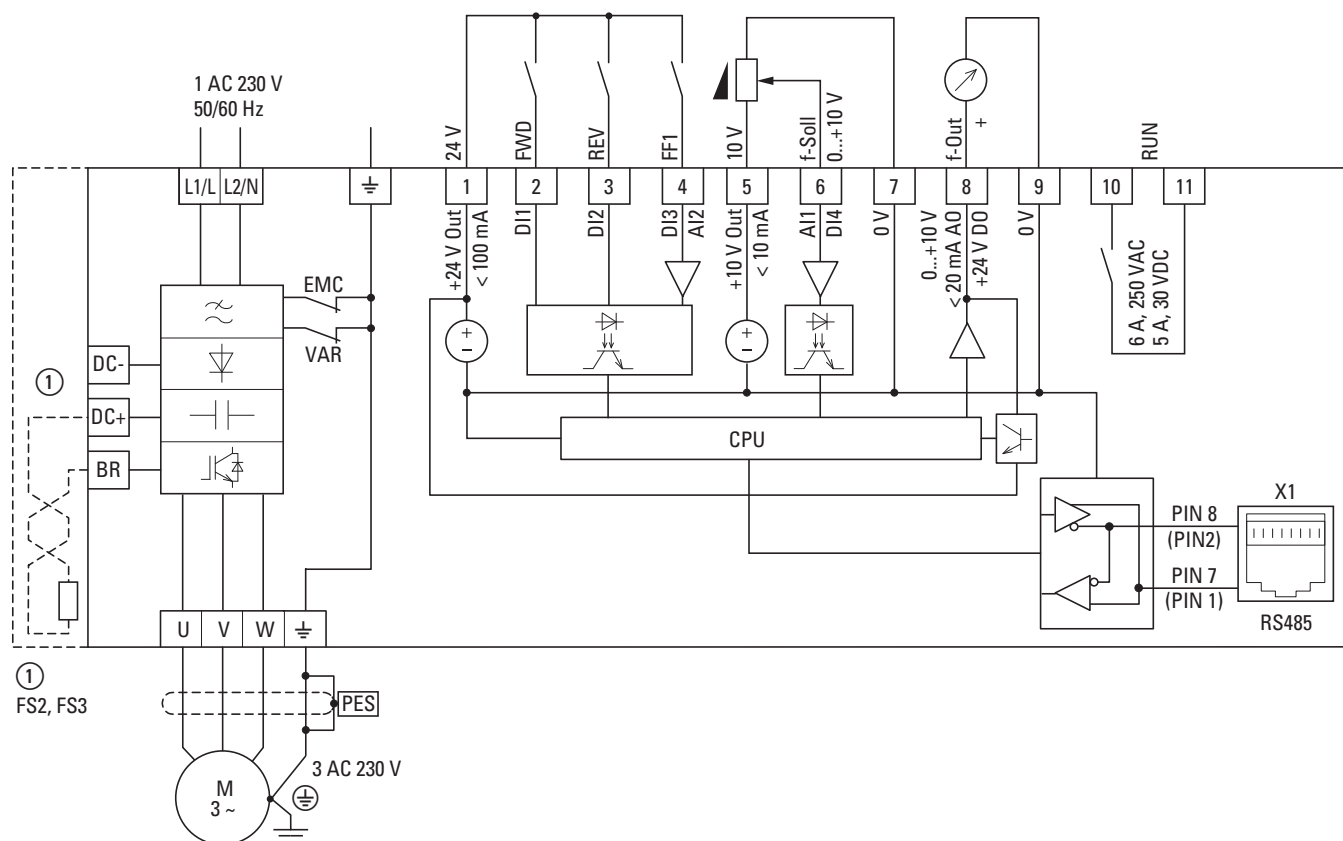 1 AC 230 V
50/60 Hz
24 V
FWD
REV
FF1
10 V
f-Soll
0...+10 V
f-Out
+
RUN
L1/L
L2/N
1
2
3
4
5
6
7
8
9
10
11
+24 V Out
< 100 mA
DI1
DI2
DI3
AI2
+10 V Out
< 10 mA
AI1
DI4
0 V
0...+10 V
< 20 mA AO
+24 V DO
0 V
6 A, 250 VAC
5 A, 30 VDC
EMC
VAR
+
-
+
-
1
DC-
DC+
BR
CPU
X1
PIN 8
(PIN2)
PIN 7
(PIN 1)
RS485
U
V
W
1
FS2, FS3
PES
3 AC 230 V
M
3 ~